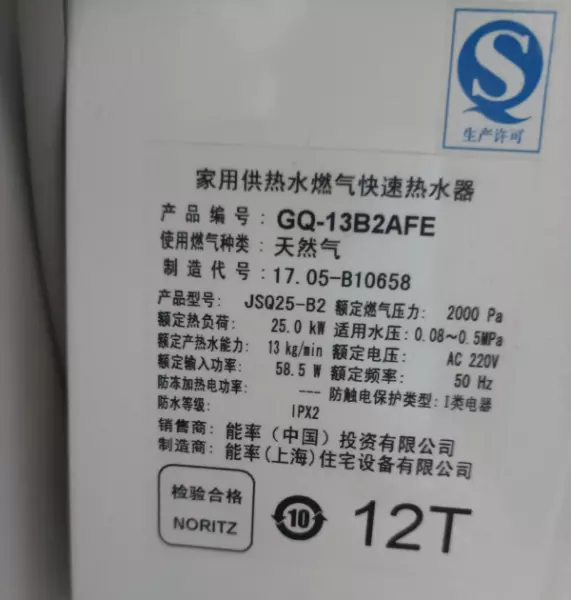 S
生产许可
家用供热水燃气快速热水器
产品编号: GQ-13B2AFE
使用燃气种类: 天然气
制造代号: 17.05-B10658
产品型号: JSQ25-B2 额定燃气压力: 2000 Pa
额定热负荷: 25.0 kW 适用水压: 0.08~0.5MPa
额定产热水能力: 13 kg/min 额定电压: AC 220V
额定输入功率: 58.5 W 额定频率: 50 Hz
防冻加热电功率: --- 防触电保护类型: I类电器
防水等级: IPX2
销售商: 能率(中国)投资有限公司
制造商: 能率(上海)住宅设备有限公司
检验合格
NORITZ
10
12T